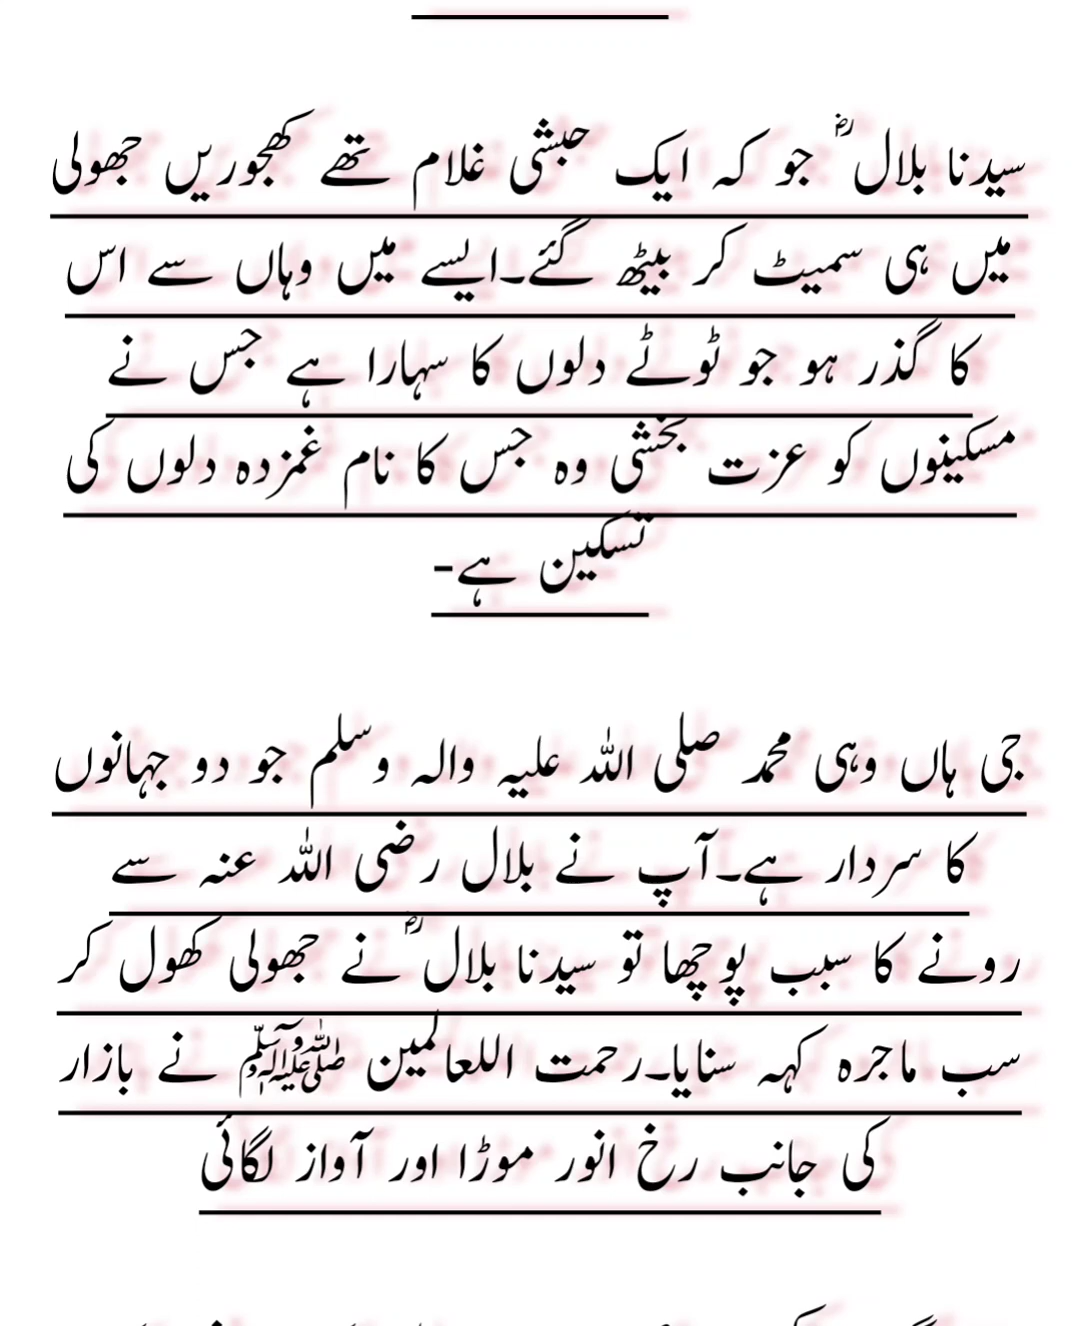 سیدنا بلالؓ جو کہ ایک حبشی غلام تھے کھجوریں جھولی
میں ہی سمیٹ کر بیٹھ گئے۔ایسے میں وہاں سے اس
کا گذر ہو جو ٹوٹے دلوں کا سہارا ہے جس نے
مسکینوں کو عزت بخشی وہ جس کا نام غمزدہ دلوں کی
تسکین ہے-
جی ہاں وہی محمد صلی اللہ علیہ والہ وسلم جو دو جہانوں
کا سردار ہے۔آپ نے بلال رضی اللہ عنہ سے
رونے کا سبب پوچھا تو سیدنا بلالؓ نے جھولی کھول کر
سب ماجرہ کہہ سنایا۔رحمت اللعالمین ﷺ نے بازار
کی جانب رخ انور موڑا اور آواز لگائی